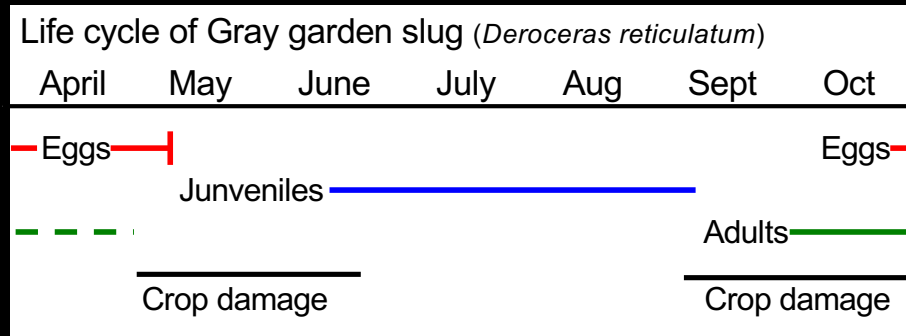 Life cycle of Gray garden slug (Deroceras reticulatum)
April May June July Aug Sept Oct
Eggs Eggs
Junveniles
Adults
Crop damage Crop damage